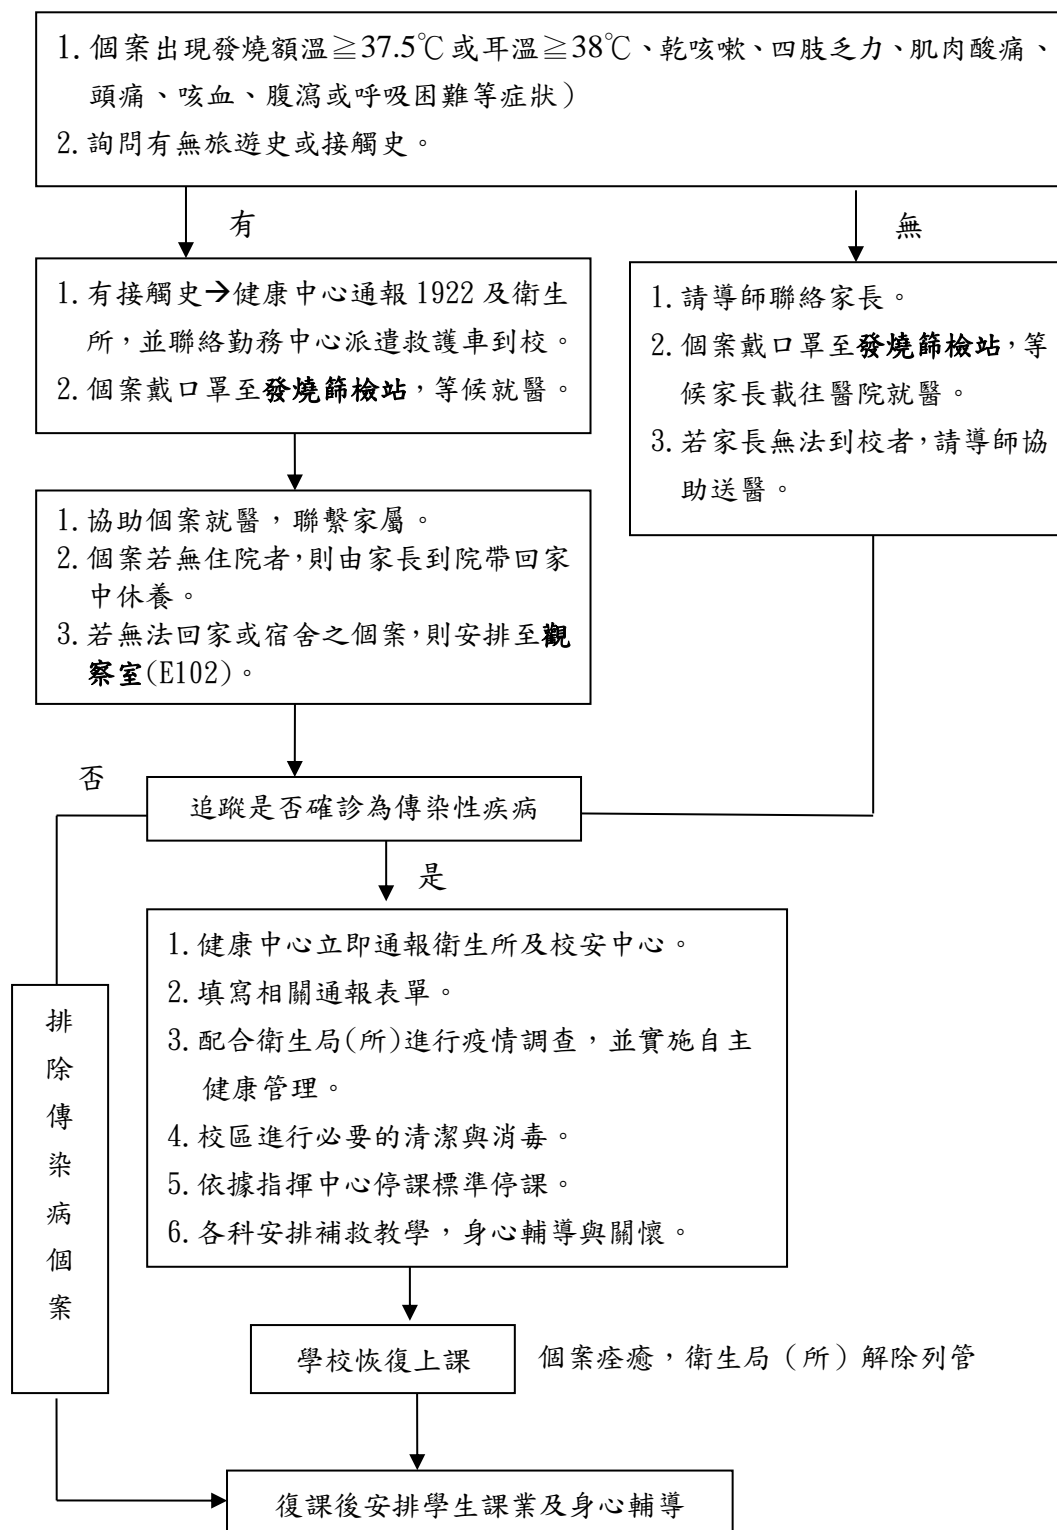 1.個案出現發燒額溫≧37.5℃或耳溫≧38℃、乾咳嗽、四肢乏力、肌肉酸痛、
頭痛、咳血、腹瀉或呼吸困難等症狀）
2.詢問有無旅遊史或接觸史。
有
無
1.有接觸史→健康中心通報 1922 及衛生
所，並聯絡勤務中心派遣救護車到校。
2.個案戴口罩至發燒篩檢站，等候就醫。
1.請導師聯絡家長。
2.個案戴口罩至發燒篩檢站，等
候家長載往醫院就醫。
3.若家長無法到校者，請導師協
助送醫。
1.協助個案就醫，聯繫家屬。
2.個案若無住院者，則由家長到院帶回家
中休養。
3.若無法回家或宿舍之個案，則安排至觀
察室(E102)。
否
追蹤是否確診為傳染性疾病
是
1.健康中心立即通報衛生所及校安中心。
2.填寫相關通報表單。
3.配合衛生局(所)進行疫情調查，並實施自主
健康管理。
4.校區進行必要的清潔與消毒。
5.依據指揮中心停課標準停課。
6.各科安排補救教學，身心輔導與關懷。
排
除
傳
染
病
個
案
學校恢復上課
個案痊癒，衛生局（所）解除列管
復課後安排學生課業及身心輔導